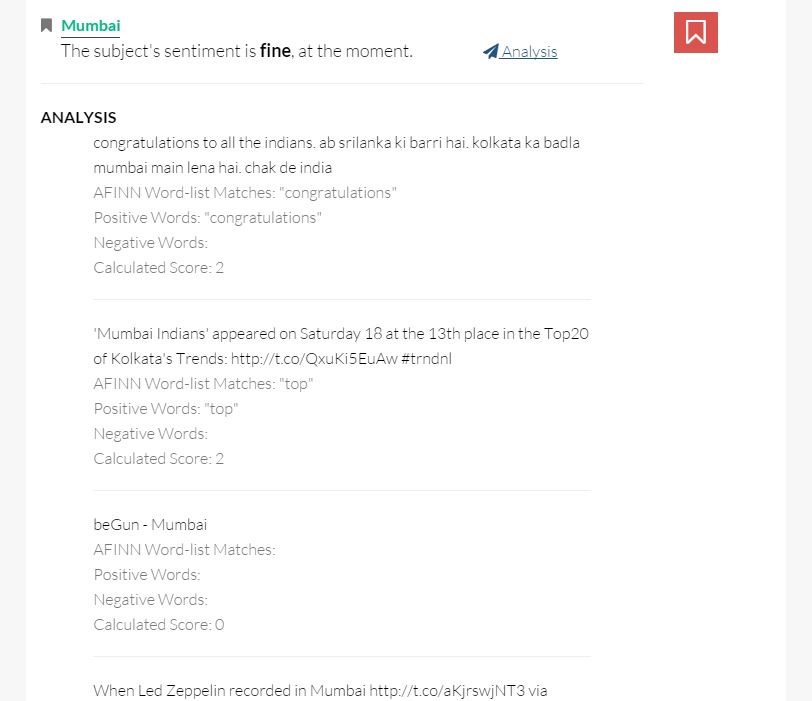 Mumbai
The subject's sentiment is fine, at the moment.
Analysis
ANALYSIS
congratulations to all the indians. ab srilanka ki barri hai. kolkata ka badla
mumbai main lena hai. chak de india
AFINN Word-list Matches: "congratulations"
Positive Words: "congratulations"
Negative Words:
Calculated Score: 2
'Mumbai Indians' appeared on Saturday 18 at the 13th place in the Top20
of Kolkata's Trends: http://t.co/QxuKi5EuAw #trndnl
AFINN Word-list Matches: "top"
Positive Words: "top"
Negative Words:
Calculated Score: 2
beGun - Mumbai
AFINN Word-list Matches:
Positive Words:
Negative Words:
Calculated Score: 0
When Led Zeppelin recorded in Mumbai http://t.co/aKjrswjNT3 via